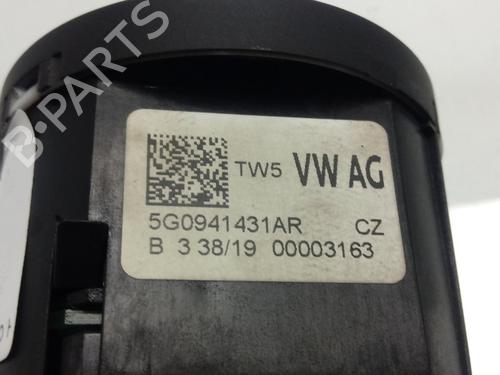 B-PARTS
TW5 VW AG
5G0941431AR CZ
B 3 38/19 00003163